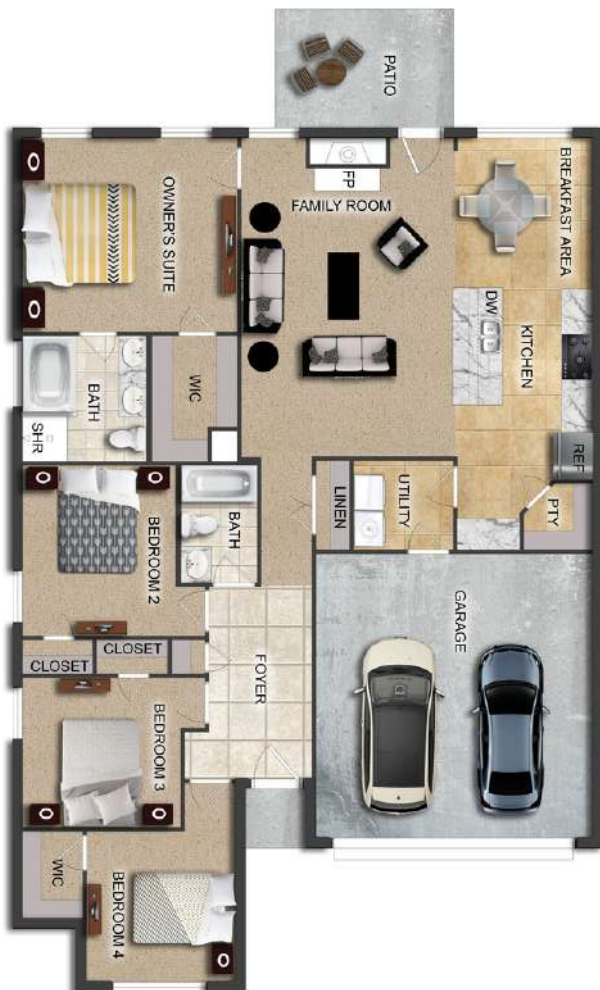 PATIO
FP
FAMILY ROOM
BREAKFAST AREA
OWNER'S SUITE
DW
KITCHEN
BATH
WIC
SHR
REF
UTILITY
LINEN
PTY
BEDROOM 2
BATH
GARAGE
CLOSET
CLOSET
FOYER
BEDROOM 3
WIC
BEDROOM 4